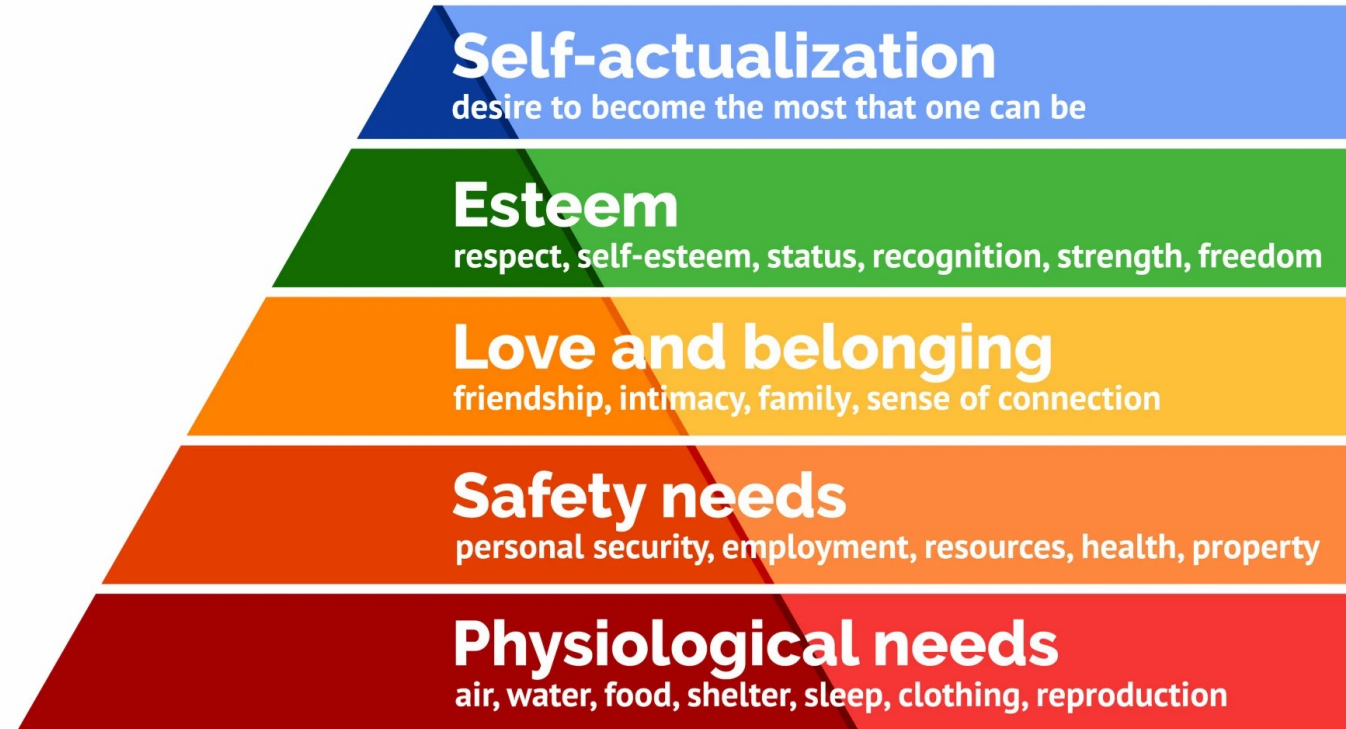 Self-actualization
desire to become the most that one can be
Esteem
respect, self-esteem, status, recognition, strength, freedom
Love and belonging
friendship, intimacy, family, sense of connection
Safety needs
personal security, employment, resources, health, property
Physiological needs
air, water, food, shelter, sleep, clothing, reproduction